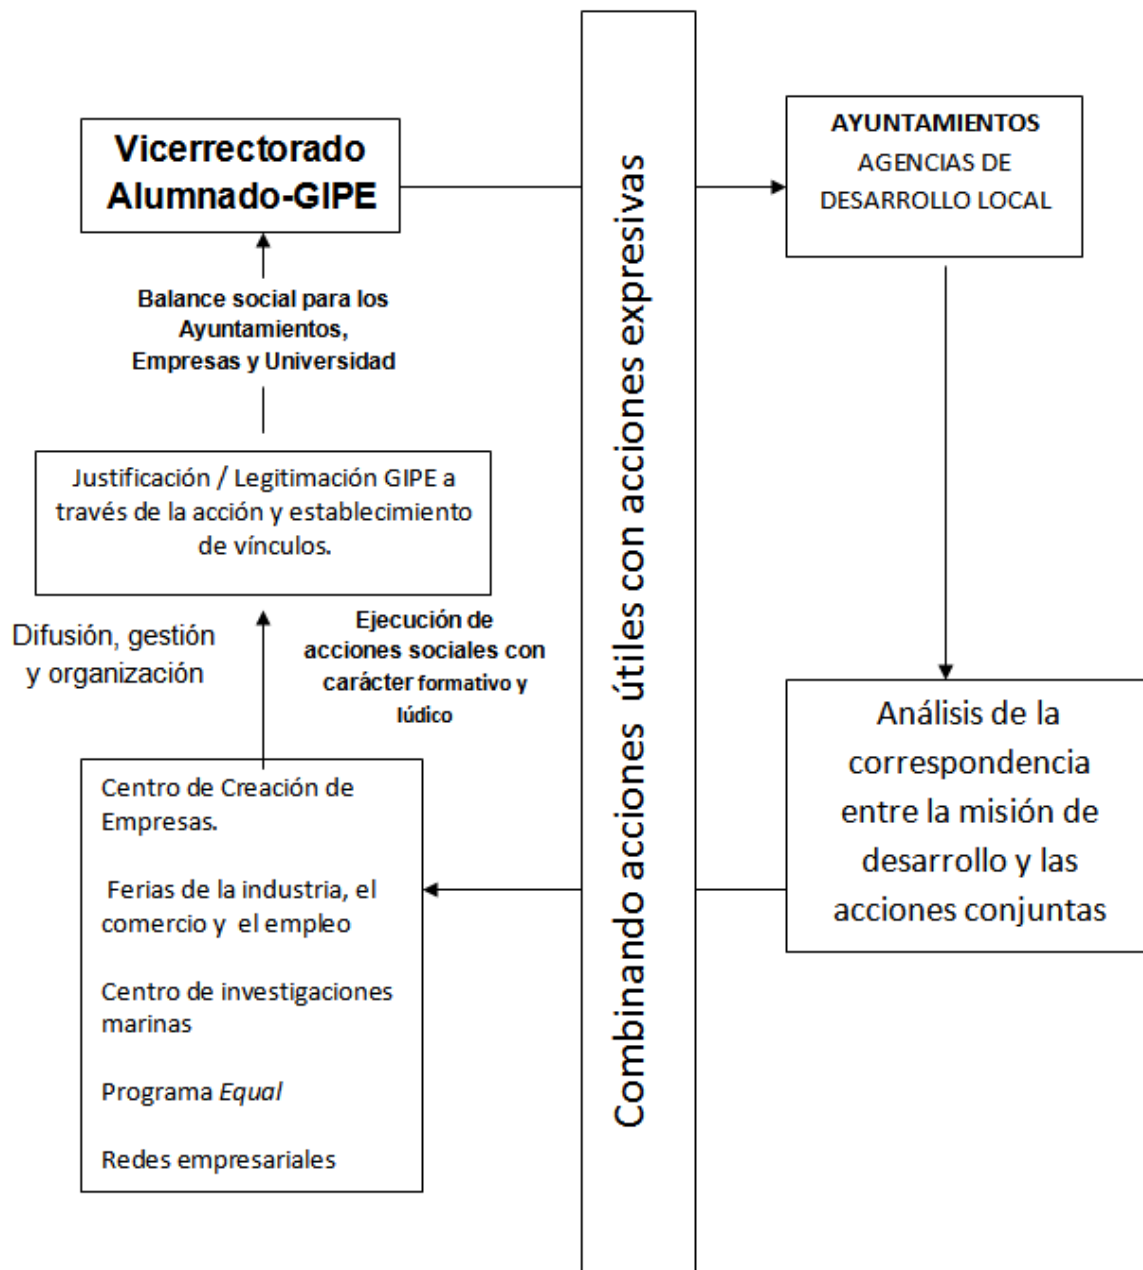 Vicerrectorado
Alumnado-GIPE
Balance social para los
Ayuntamientos,
Empresas y Universidad
Justificación / Legitimación GIPE a
través de la acción y establecimiento
de vínculos.
Difusión, gestión
y organización
Ejecución de
acciones sociales con
carácter formativo y
lúdico
Centro de Creación de
Empresas.
Ferias de la industria, el
comercio y  el empleo
Centro de investigaciones
marinas
Programa Equal
Redes empresariales
Combinando acciones  útiles con acciones expresivas
AYUNTAMIENTOS
AGENCIAS DE
DESARROLLO LOCAL
Análisis de la
correspondencia
entre la misión de
desarrollo y las
acciones conjuntas